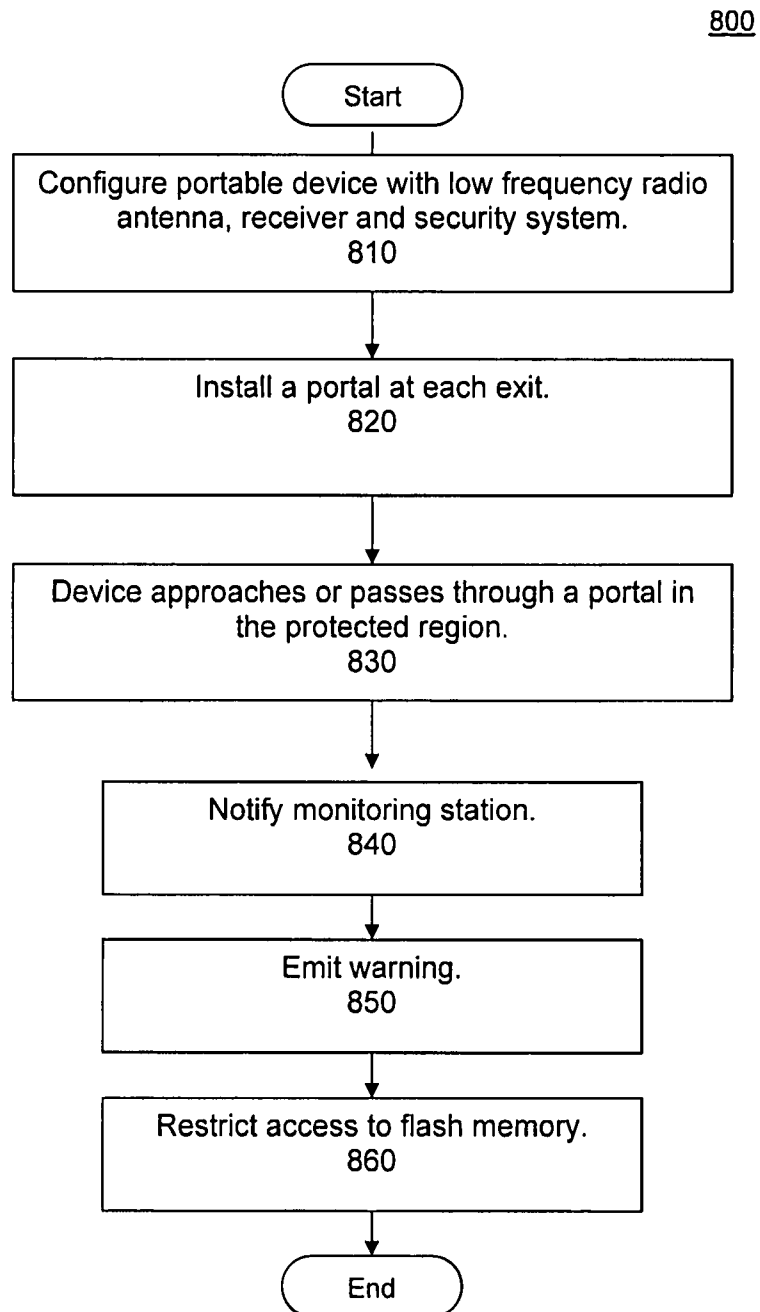 800
Start
Configure portable device with low frequency radio
antenna, receiver and security system.
810
Install a portal at each exit.
820
Device approaches or passes through a portal in
the protected region.
830
Notify monitoring station.
840
Emit warning.
850
Restrict access to flash memory.
860
End